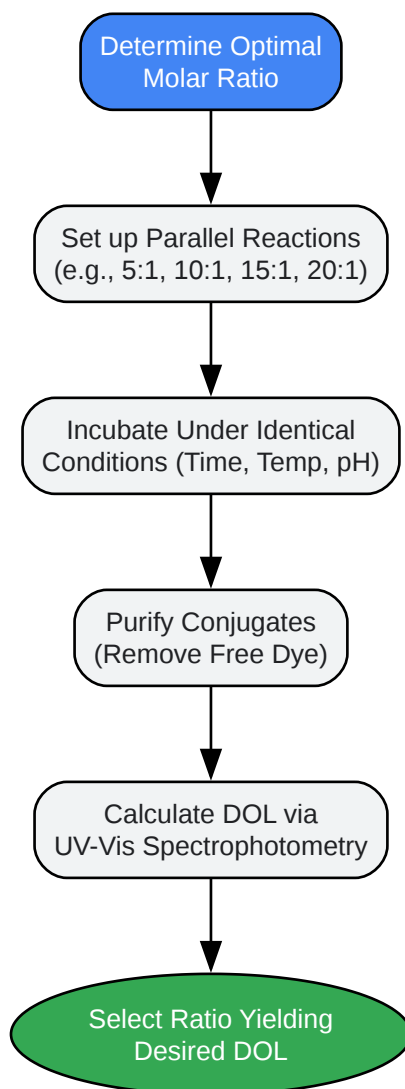 Determine Optimal
Molar Ratio
Set up Parallel Reactions
(e.g., 5:1, 10:1, 15:1, 20:1)
Incubate Under Identical
Conditions (Time, Temp, pH)
Purify Conjugates
(Remove Free Dye)
Calculate DOL via
UV-Vis Spectrophotometry
Select Ratio Yielding
Desired DOL